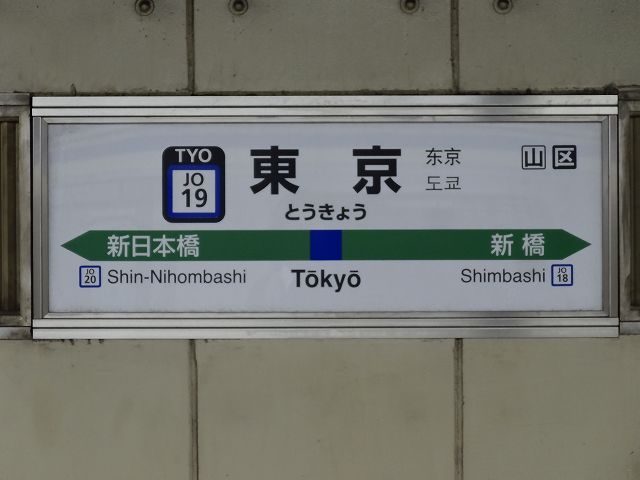 TYO
JO
19
東京
东京
도쿄
山 区
とうきょう
新日本橋
新橋
JO
20
Shin-Nihombashi
Tōkyō
Shimbashi
JO
18